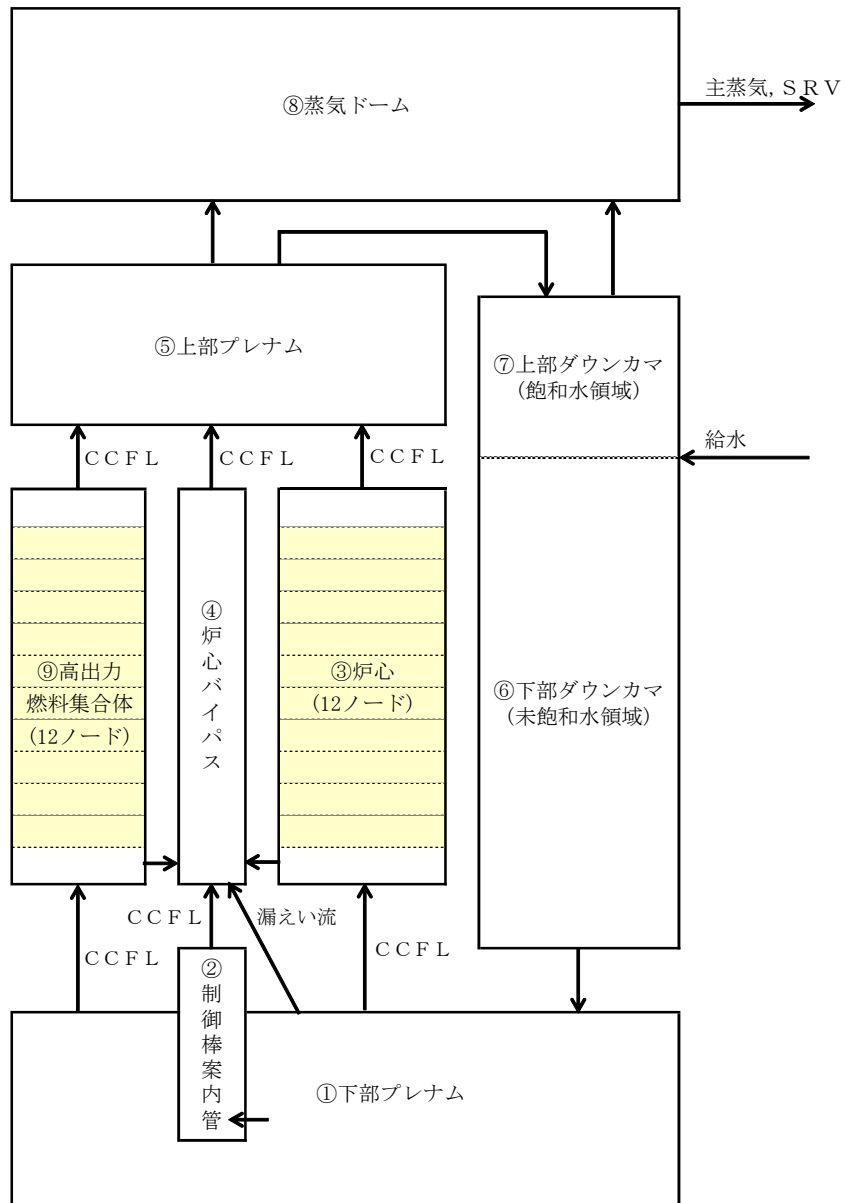 ⑧蒸気ドーム
主蒸気, ＳＲＶ
⑤上部プレナム
⑦上部ダウンカマ
(飽和水領域)
給水
ＣＣＦＬ
ＣＣＦＬ
ＣＣＦＬ
⑨高出力
燃料集合体
(12ノード)
④炉心バイパス
③炉心
(12ノード)
⑥下部ダウンカマ
(未飽和水領域)
ＣＣＦＬ
漏えい流
ＣＣＦＬ
ＣＣＦＬ
②制御棒案内管
①下部プレナム